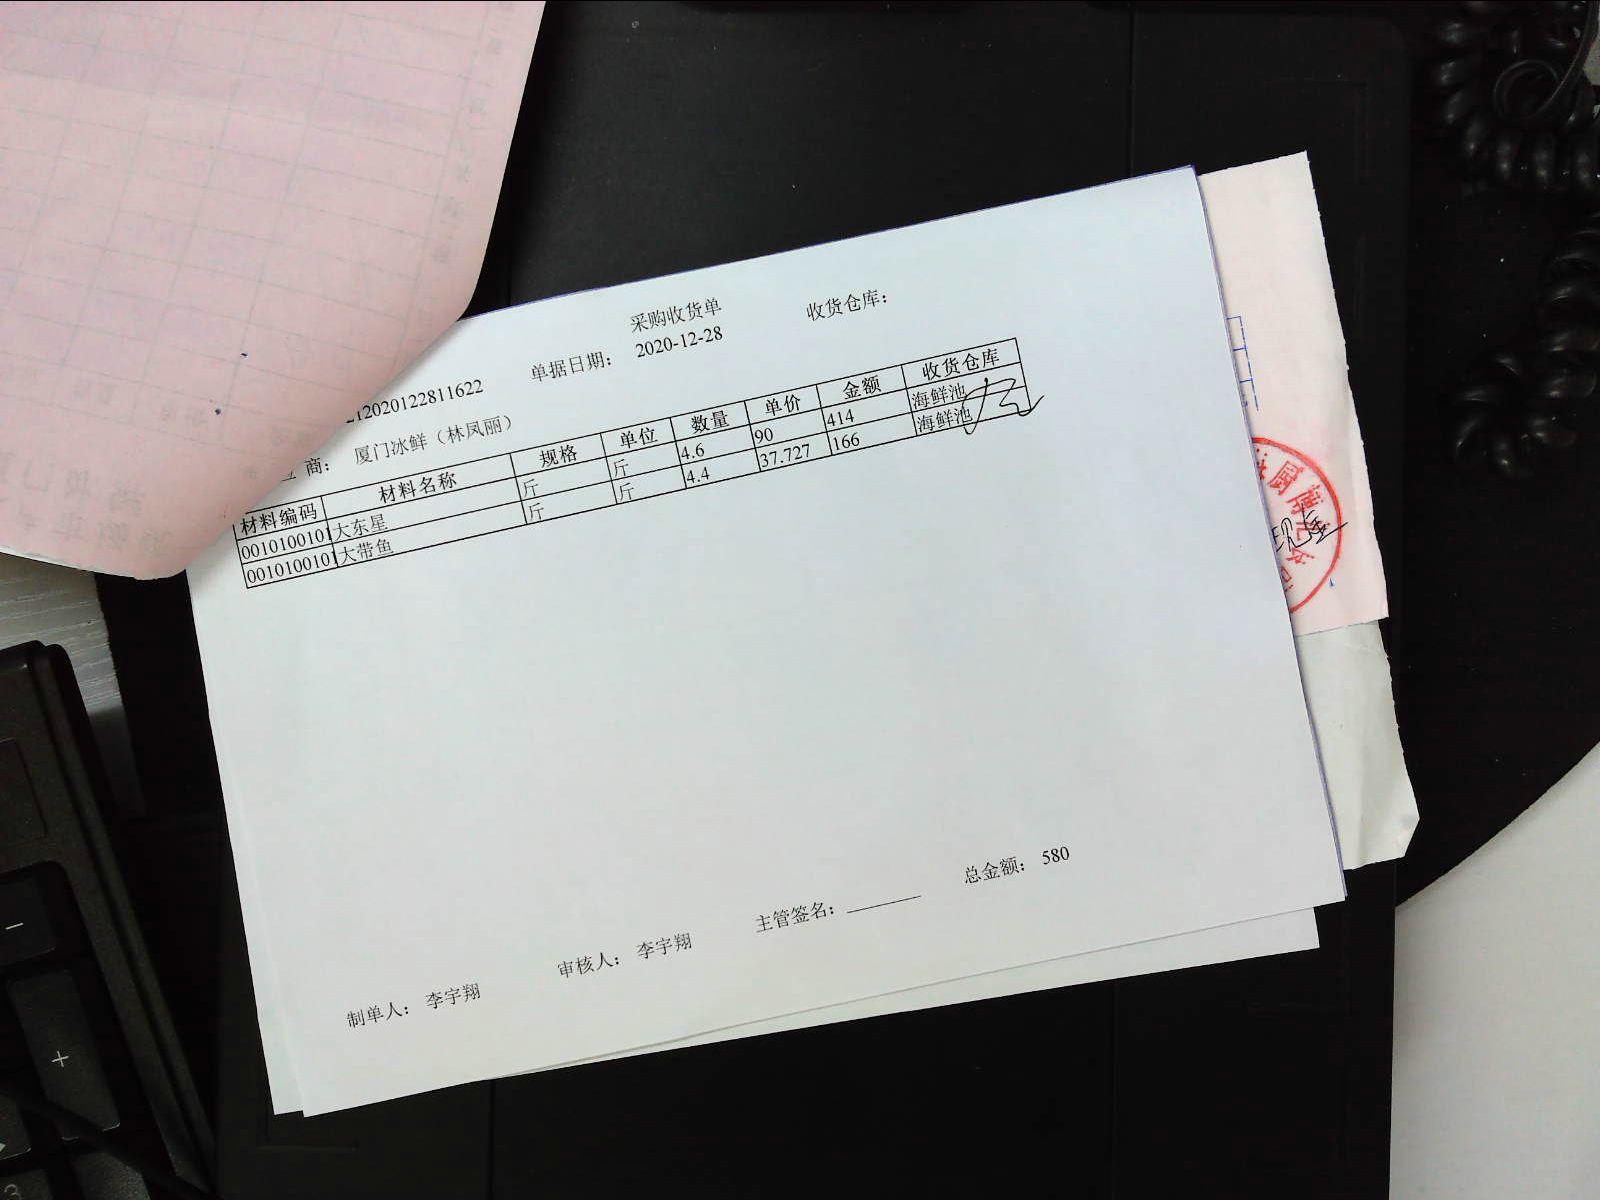 采购收货单
收货仓库:
单据日期: 2020-12-28
2020122811622
商: 厦门冰鲜（林凤丽）
材料编码 材料名称 规格 单位 数量 单价 金额 收货仓库
0010100101 大东星 斤 斤 4.6 90 414 海鲜池
0010100101 大带鱼 斤 斤 4.4 37.727 166 海鲜池
制单人: 李宇翔 审核人: 李宇翔 主管签名: 总金额: 580
现金